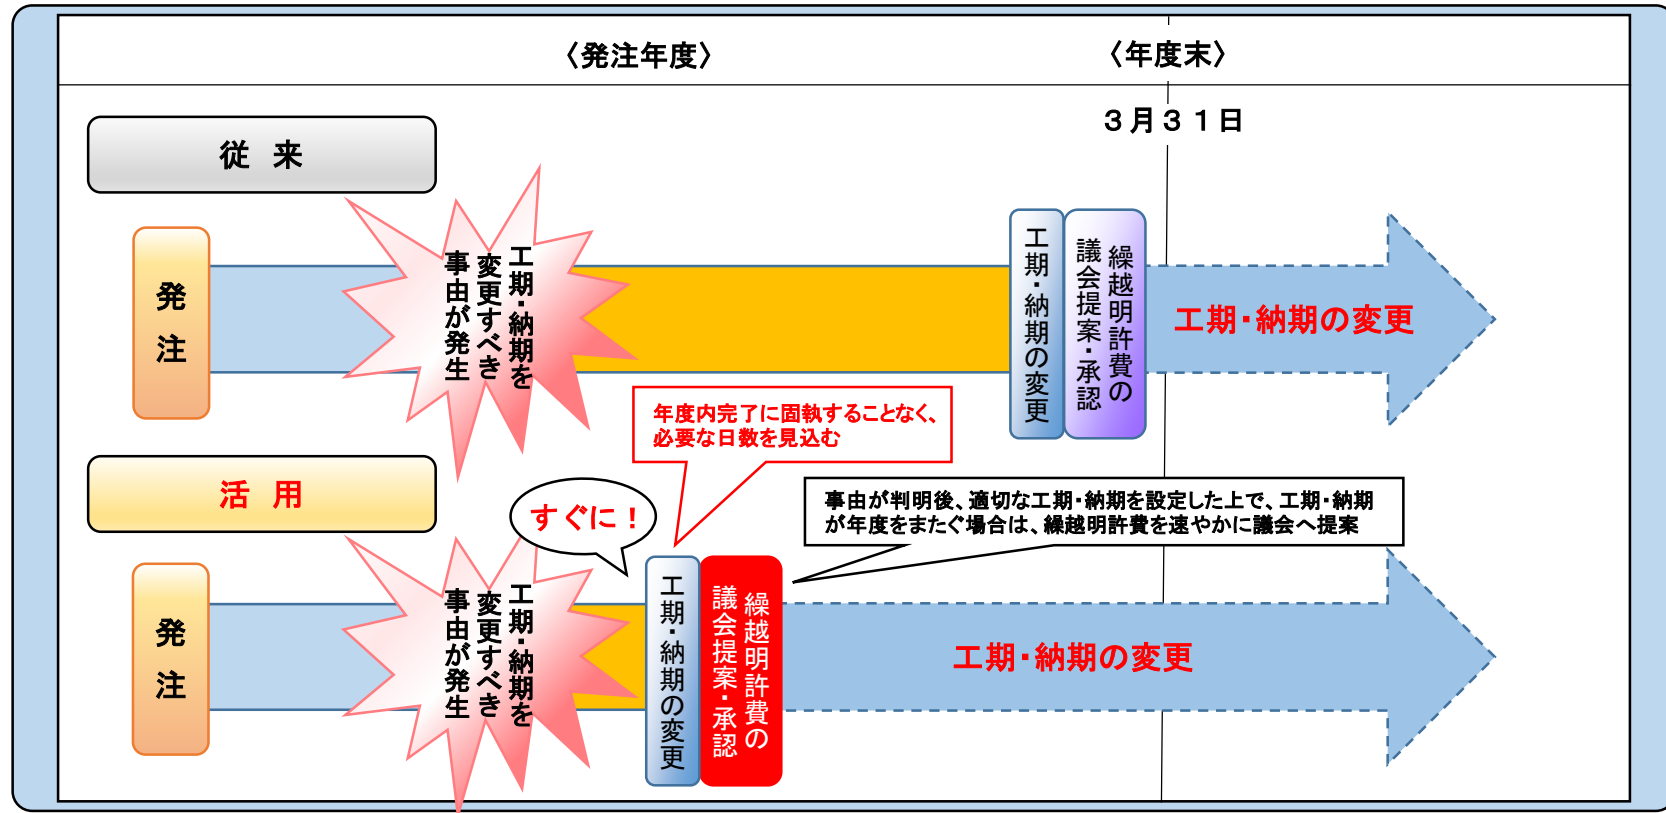 〈発注年度〉
〈年度末〉
３月３１日
従 来
発注
工期・納期を
変更すべき
事由が発生
工期・納期の変更
繰越明許費の
議会提案・承認
工期・納期の変更
年度内完了に固執することなく、
必要な日数を見込む
活 用
すぐに！
事由が判明後、適切な工期・納期を設定した上で、工期・納期
が年度をまたぐ場合は、繰越明許費を速やかに議会へ提案
発注
工期・納期を
変更すべき
事由が発生
工期・納期の変更
繰越明許費の
議会提案・承認
工期・納期の変更